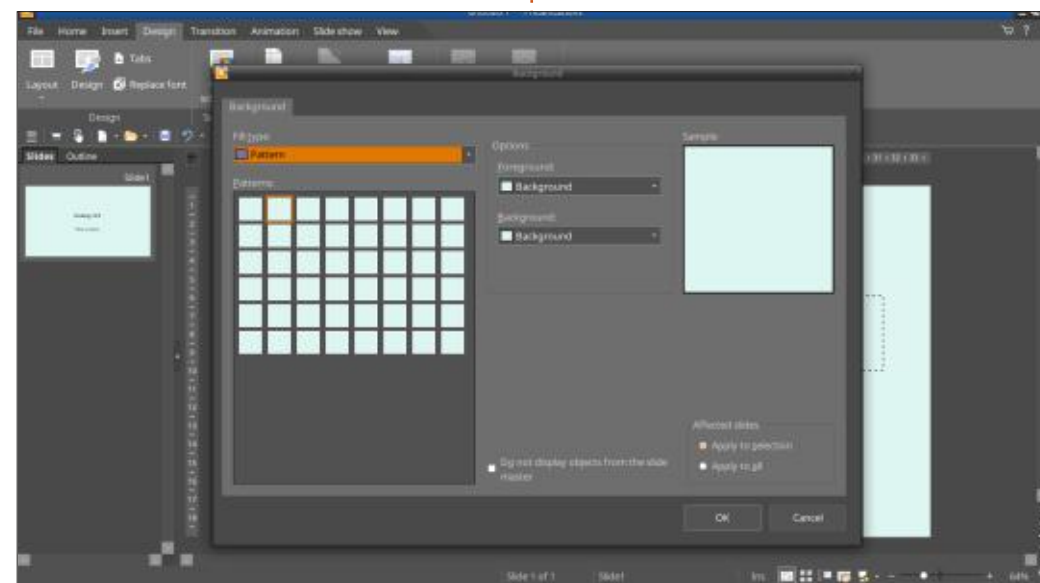 File Home Insert Design Transition Animation Slide show View
?
Tabs
Layout Design Replace font
Design
Background
Background
Slides Outline
Slide1
Fill type:
Pattern
Patterns:
Options
Foreground:
Background
Background:
Background
Sample
Do not display objects from the slide
master
Affected slides
Apply to selection
Apply to all
OK Cancel
Slide 1 of 1 Slide1 Ins 64%